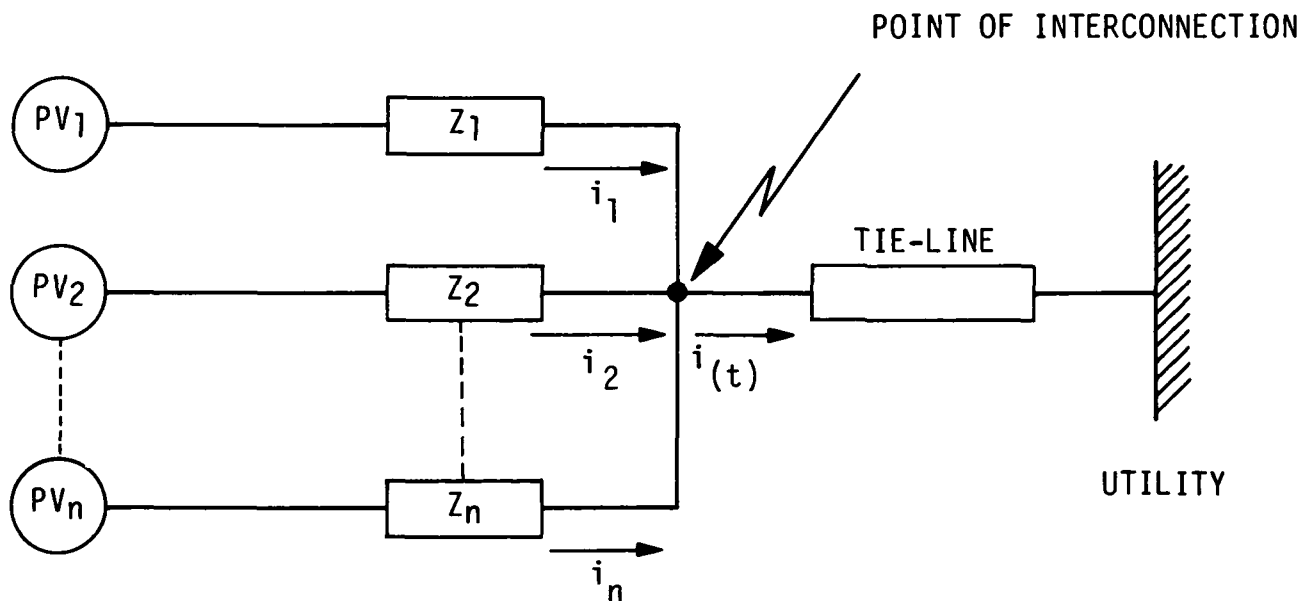 POINT OF INTERCONNECTION
PV1
Z1
i1
PV2
Z2
i2
i(t)
TIE-LINE
PVn
Zn
in
UTILITY